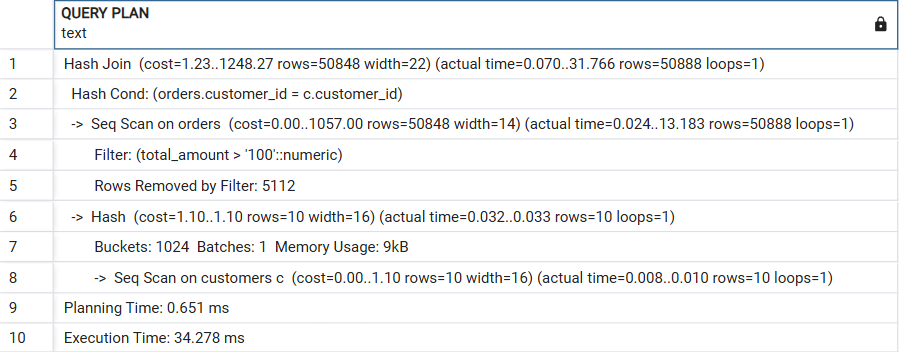 QUERY PLAN
text
1 Hash Join (cost=1.23..1248.27 rows=50848 width=22) (actual time=0.070..31.766 rows=50888 loops=1)
2 Hash Cond: (orders.customer_id = c.customer_id)
3 -> Seq Scan on orders (cost=0.00..1057.00 rows=50848 width=14) (actual time=0.024..13.183 rows=50888 loops=1)
4 Filter: (total_amount > '100'::numeric)
5 Rows Removed by Filter: 5112
6 -> Hash (cost=1.10..1.10 rows=10 width=16) (actual time=0.032..0.033 rows=10 loops=1)
7 Buckets: 1024 Batches: 1 Memory Usage: 9kB
8 -> Seq Scan on customers c (cost=0.00..1.10 rows=10 width=16) (actual time=0.008..0.010 rows=10 loops=1)
9 Planning Time: 0.651 ms
10 Execution Time: 34.278 ms